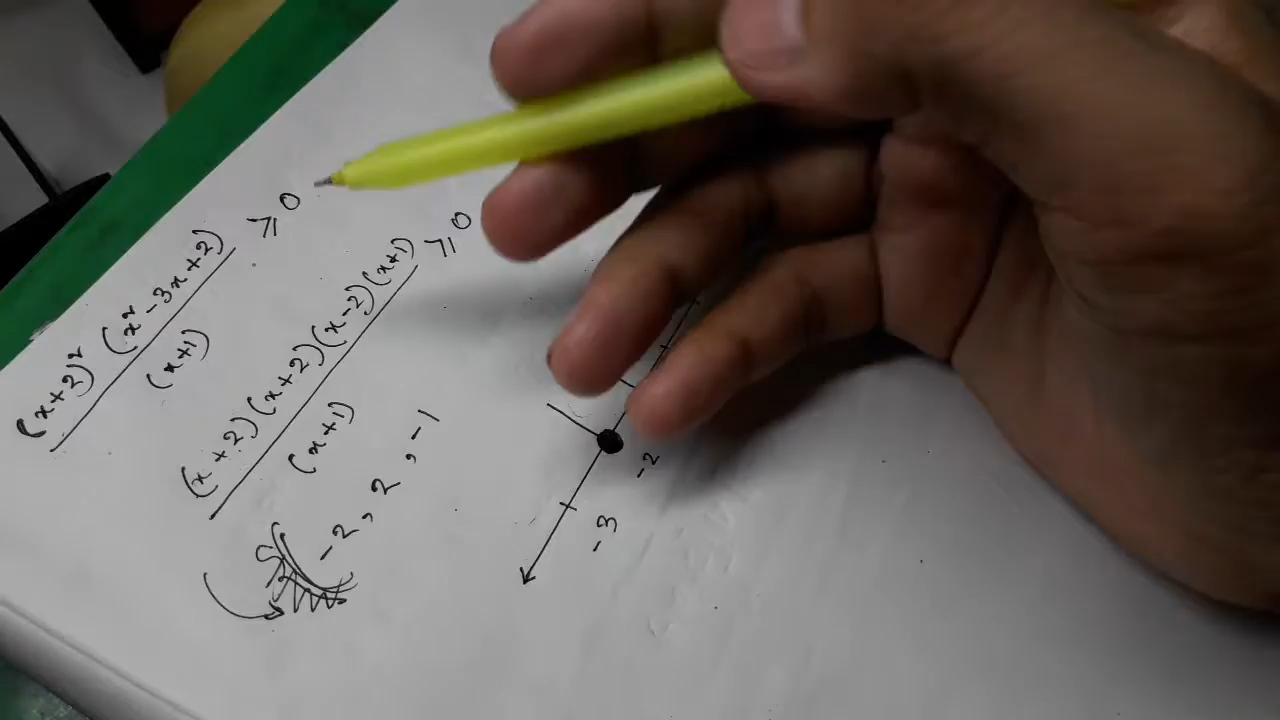 (x+2)² (x²-3x+2) / (x+1) ≥ 0
(x+2)(x+2)(x-2)(x+1) / (x+1) ≥ 0
-2, 2, -1
-3 -2